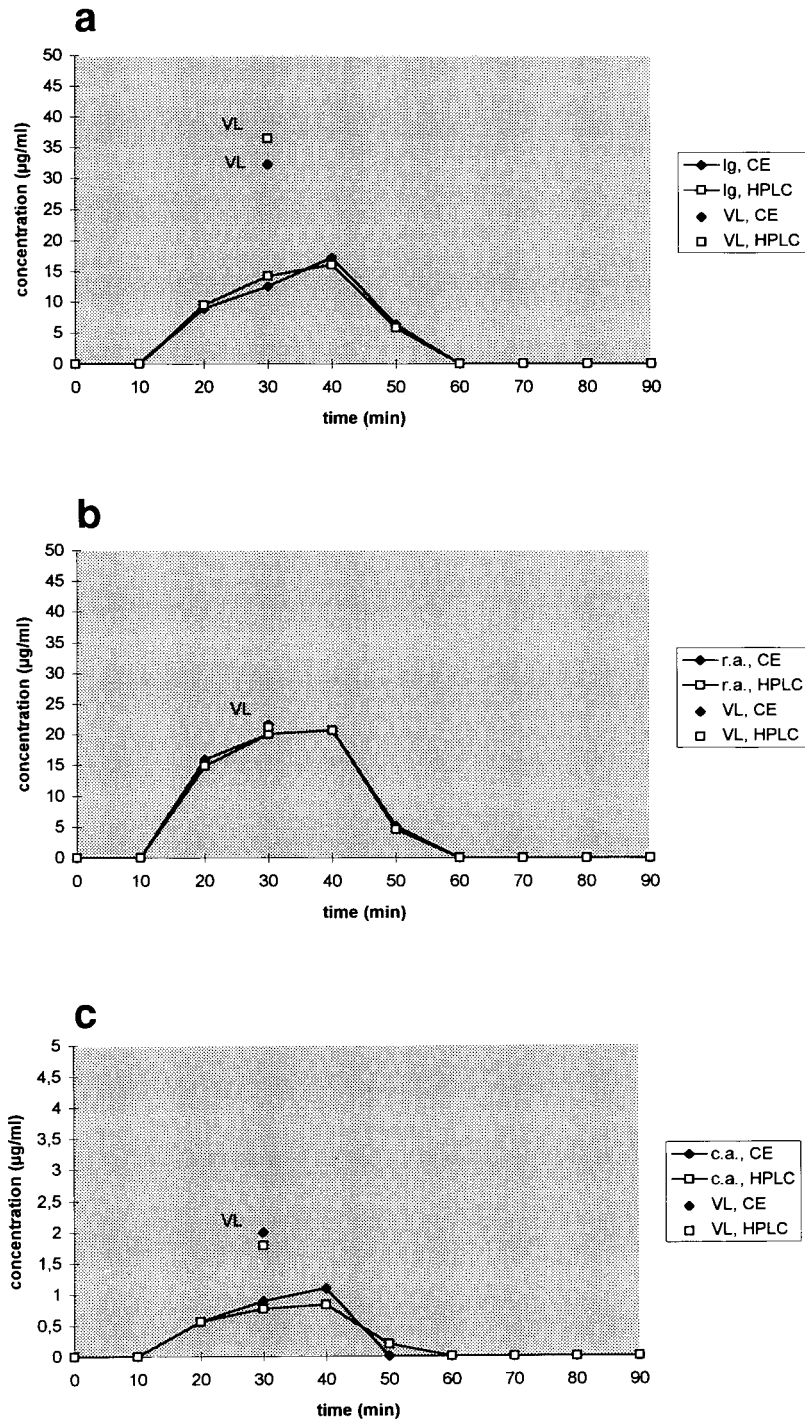 a
50
45
40
35
30
25
20
15
10
5
0
concentration (µg/ml)
VL
VL
0 10 20 30 40 50 60 70 80 90
time (min)
lg, CE
lg, HPLC
VL, CE
VL, HPLC
b
50
45
40
35
30
25
20
15
10
5
0
concentration (µg/ml)
VL
0 10 20 30 40 50 60 70 80 90
time (min)
r.a., CE
r.a., HPLC
VL, CE
VL, HPLC
c
5
4,5
4
3,5
3
2,5
2
1,5
1
0,5
0
concentration (µg/ml)
VL
0 10 20 30 40 50 60 70 80 90
time (min)
c.a., CE
c.a., HPLC
VL, CE
VL, HPLC